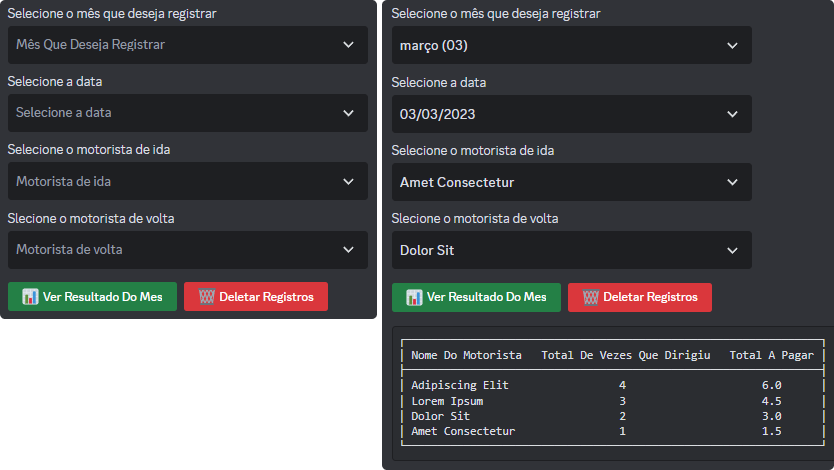 Selecione o mês que deseja registrar
Mês Que Deseja Registrar
Selecione a data
Selecione a data
Selecione o motorista de ida
Motorista de ida
Slecione o motorista de volta
Motorista de volta
Ver Resultado Do Mes Deletar Registros
Selecione o mês que deseja registrar
março (03)
Selecione a data
03/03/2023
Selecione o motorista de ida
Amet Consectetur
Slecione o motorista de volta
Dolor Sit
Ver Resultado Do Mes Deletar Registros
Nome Do Motorista Total De Vezes Que Dirigiu Total A Pagar
Adipiscing Elit 4 6.0
Lorem Ipsum 3 4.5
Dolor Sit 2 3.0
Amet Consectetur 1 1.5